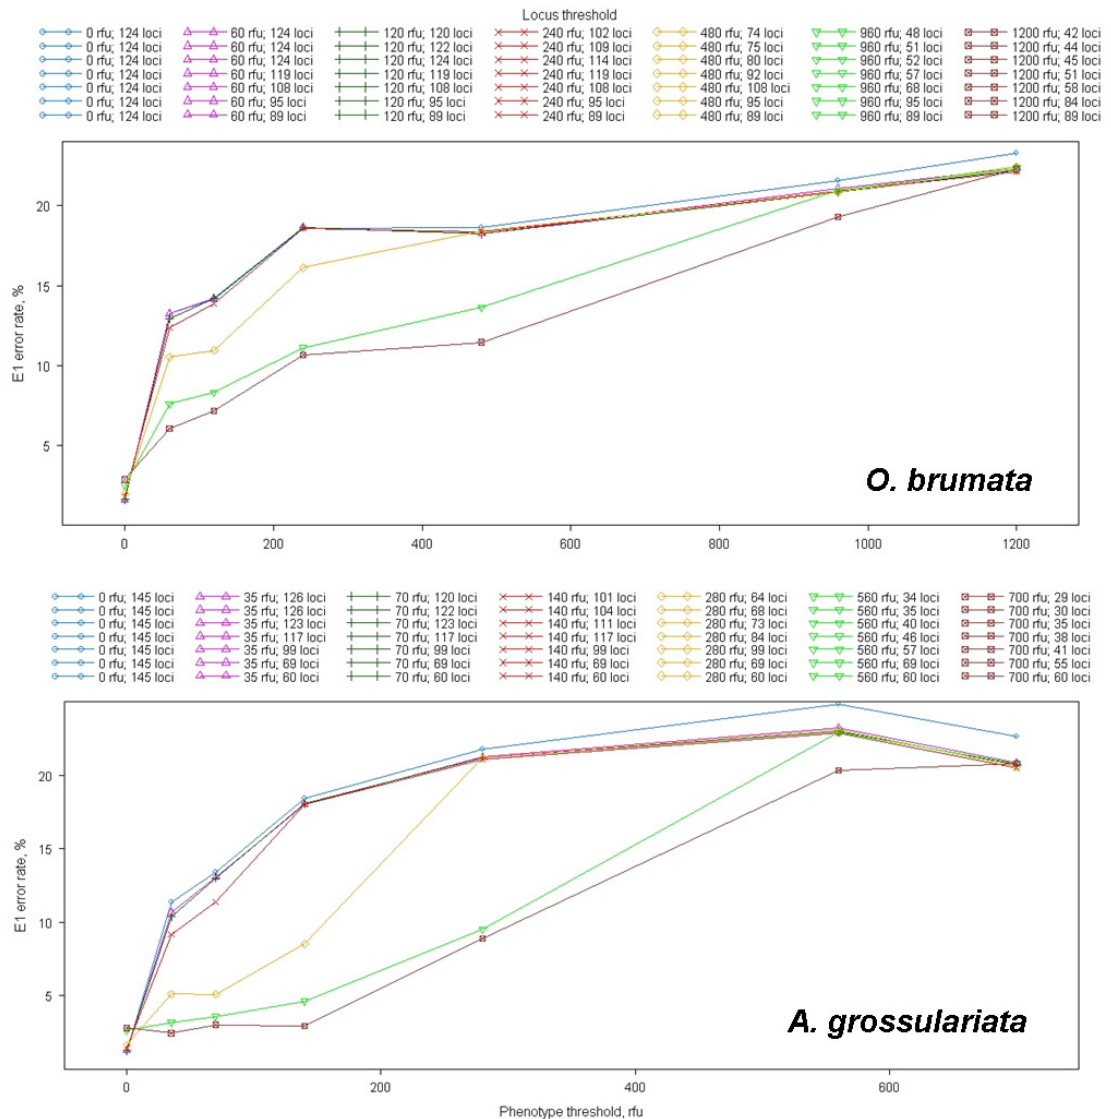 Locus threshold
0 rfu; 124 loci 60 rfu; 124 loci 120 rfu; 120 loci 240 rfu; 102 loci 480 rfu; 74 loci 960 rfu; 48 loci 1200 rfu; 42 loci
0 rfu; 124 loci 60 rfu; 124 loci 120 rfu; 122 loci 240 rfu; 109 loci 480 rfu; 75 loci 960 rfu; 51 loci 1200 rfu; 44 loci
0 rfu; 124 loci 60 rfu; 124 loci 120 rfu; 124 loci 240 rfu; 114 loci 480 rfu; 80 loci 960 rfu; 52 loci 1200 rfu; 45 loci
0 rfu; 124 loci 60 rfu; 119 loci 120 rfu; 119 loci 240 rfu; 119 loci 480 rfu; 92 loci 960 rfu; 57 loci 1200 rfu; 51 loci
0 rfu; 124 loci 60 rfu; 108 loci 120 rfu; 108 loci 240 rfu; 108 loci 480 rfu; 108 loci 960 rfu; 68 loci 1200 rfu; 58 loci
0 rfu; 124 loci 60 rfu; 95 loci 120 rfu; 95 loci 240 rfu; 95 loci 480 rfu; 95 loci 960 rfu; 95 loci 1200 rfu; 84 loci
0 rfu; 124 loci 60 rfu; 89 loci 120 rfu; 89 loci 240 rfu; 89 loci 480 rfu; 89 loci 960 rfu; 89 loci 1200 rfu; 89 loci
20
15
10
5
E1 error rate, %
O. brumata
0 200 400 600 800 1000 1200
0 rfu; 145 loci 35 rfu; 126 loci 70 rfu; 120 loci 140 rfu; 101 loci 280 rfu; 64 loci 560 rfu; 34 loci 700 rfu; 29 loci
0 rfu; 145 loci 35 rfu; 126 loci 70 rfu; 122 loci 140 rfu; 104 loci 280 rfu; 68 loci 560 rfu; 35 loci 700 rfu; 30 loci
0 rfu; 145 loci 35 rfu; 123 loci 70 rfu; 123 loci 140 rfu; 111 loci 280 rfu; 73 loci 560 rfu; 40 loci 700 rfu; 35 loci
0 rfu; 145 loci 35 rfu; 117 loci 70 rfu; 117 loci 140 rfu; 117 loci 280 rfu; 84 loci 560 rfu; 46 loci 700 rfu; 38 loci
0 rfu; 145 loci 35 rfu; 99 loci 70 rfu; 99 loci 140 rfu; 99 loci 280 rfu; 99 loci 560 rfu; 57 loci 700 rfu; 41 loci
0 rfu; 145 loci 35 rfu; 69 loci 70 rfu; 69 loci 140 rfu; 69 loci 280 rfu; 69 loci 560 rfu; 69 loci 700 rfu; 55 loci
0 rfu; 145 loci 35 rfu; 60 loci 70 rfu; 60 loci 140 rfu; 60 loci 280 rfu; 60 loci 560 rfu; 60 loci 700 rfu; 60 loci
20
15
10
5
E1 error rate, %
A. grossulariata
0 200 400 600
Phenotype threshold, rfu